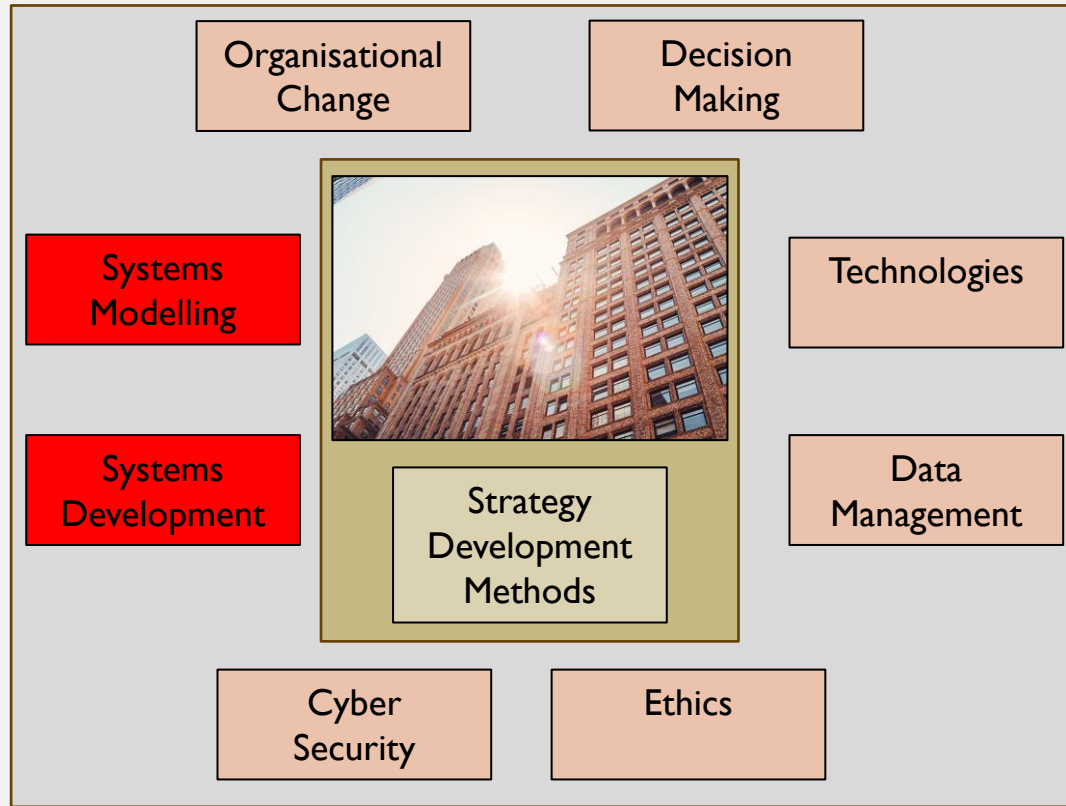 Organisational
Change
Decision
Making
Systems
Modelling
Technologies
Systems
Development
Strategy
Development
Methods
Data
Management
Cyber
Security
Ethics